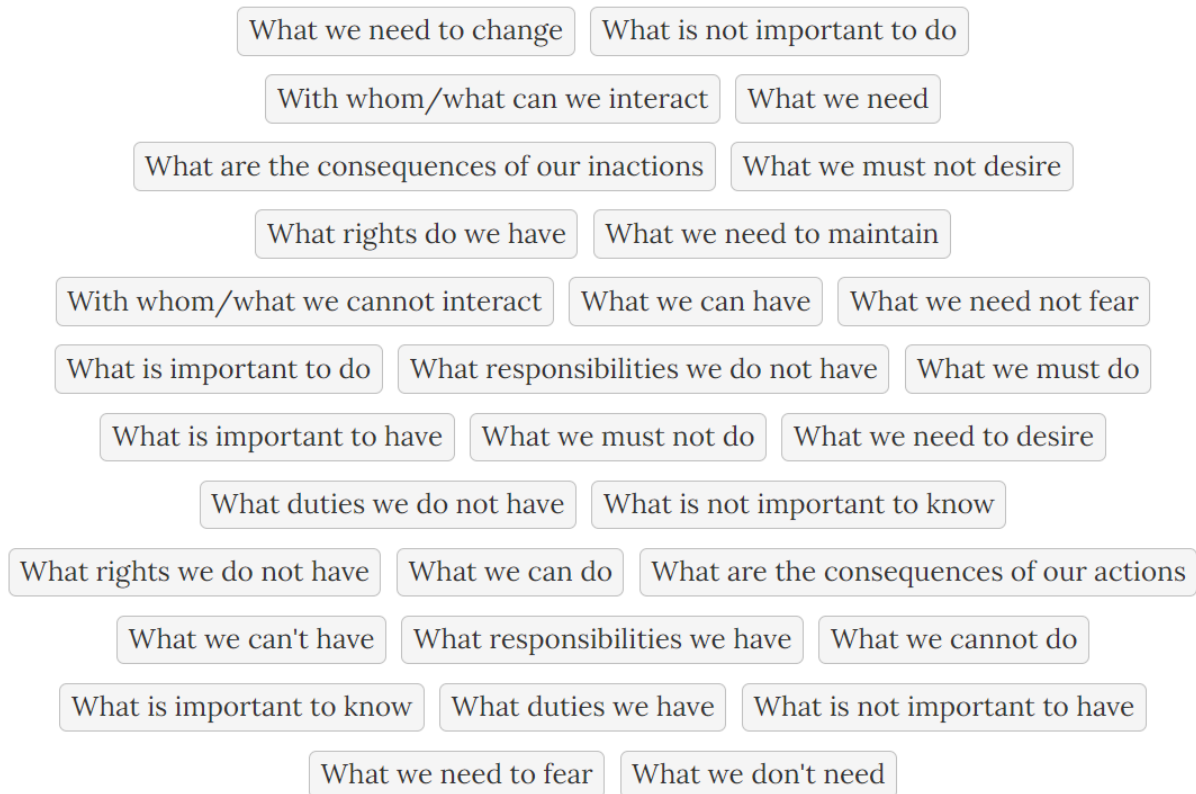 What we need to change What is not important to do
With whom/what can we interact What we need
What are the consequences of our inactions What we must not desire
What rights do we have What we need to maintain
With whom/what we cannot interact What we can have What we need not fear
What is important to do What responsibilities we do not have What we must do
What is important to have What we must not do What we need to desire
What duties we do not have What is not important to know
What rights we do not have What we can do What are the consequences of our actions
What we can't have What responsibilities we have What we cannot do
What is important to know What duties we have What is not important to have
What we need to fear What we don't need